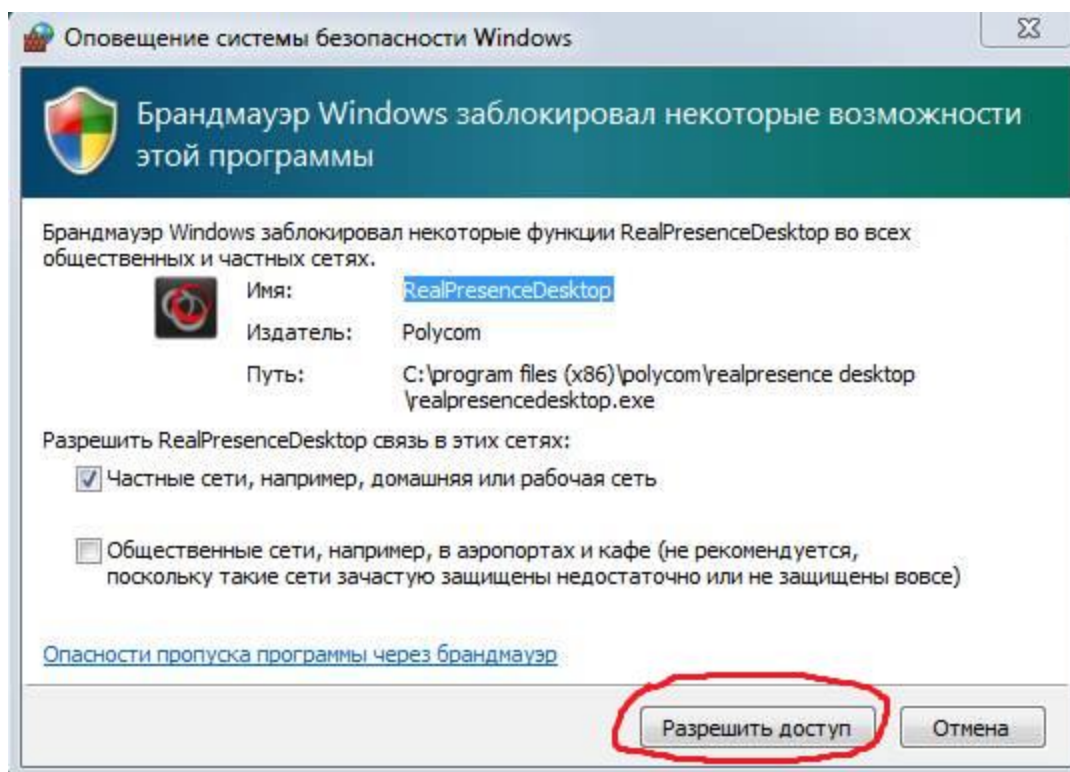 Оповещение системы безопасности Windows
Брандмауэр Windows заблокировал некоторые возможности
этой программы
Брандмауэр Windows заблокировал некоторые функции RealPresenceDesktop во всех
общественных и частных сетях.
Имя: RealPresenceDesktop
Издатель: Polycom
Путь: C:\program files (x86)\polycom\realpresence desktop
\realpresencedesktop.exe
Разрешить RealPresenceDesktop связь в этих сетях:
Частные сети, например, домашняя или рабочая сеть
Общественные сети, например, в аэропортах и кафе (не рекомендуется,
поскольку такие сети зачастую защищены недостаточно или не защищены вовсе)
Опасности пропуска программы через брандмауэр
Разрешить доступ Отмена